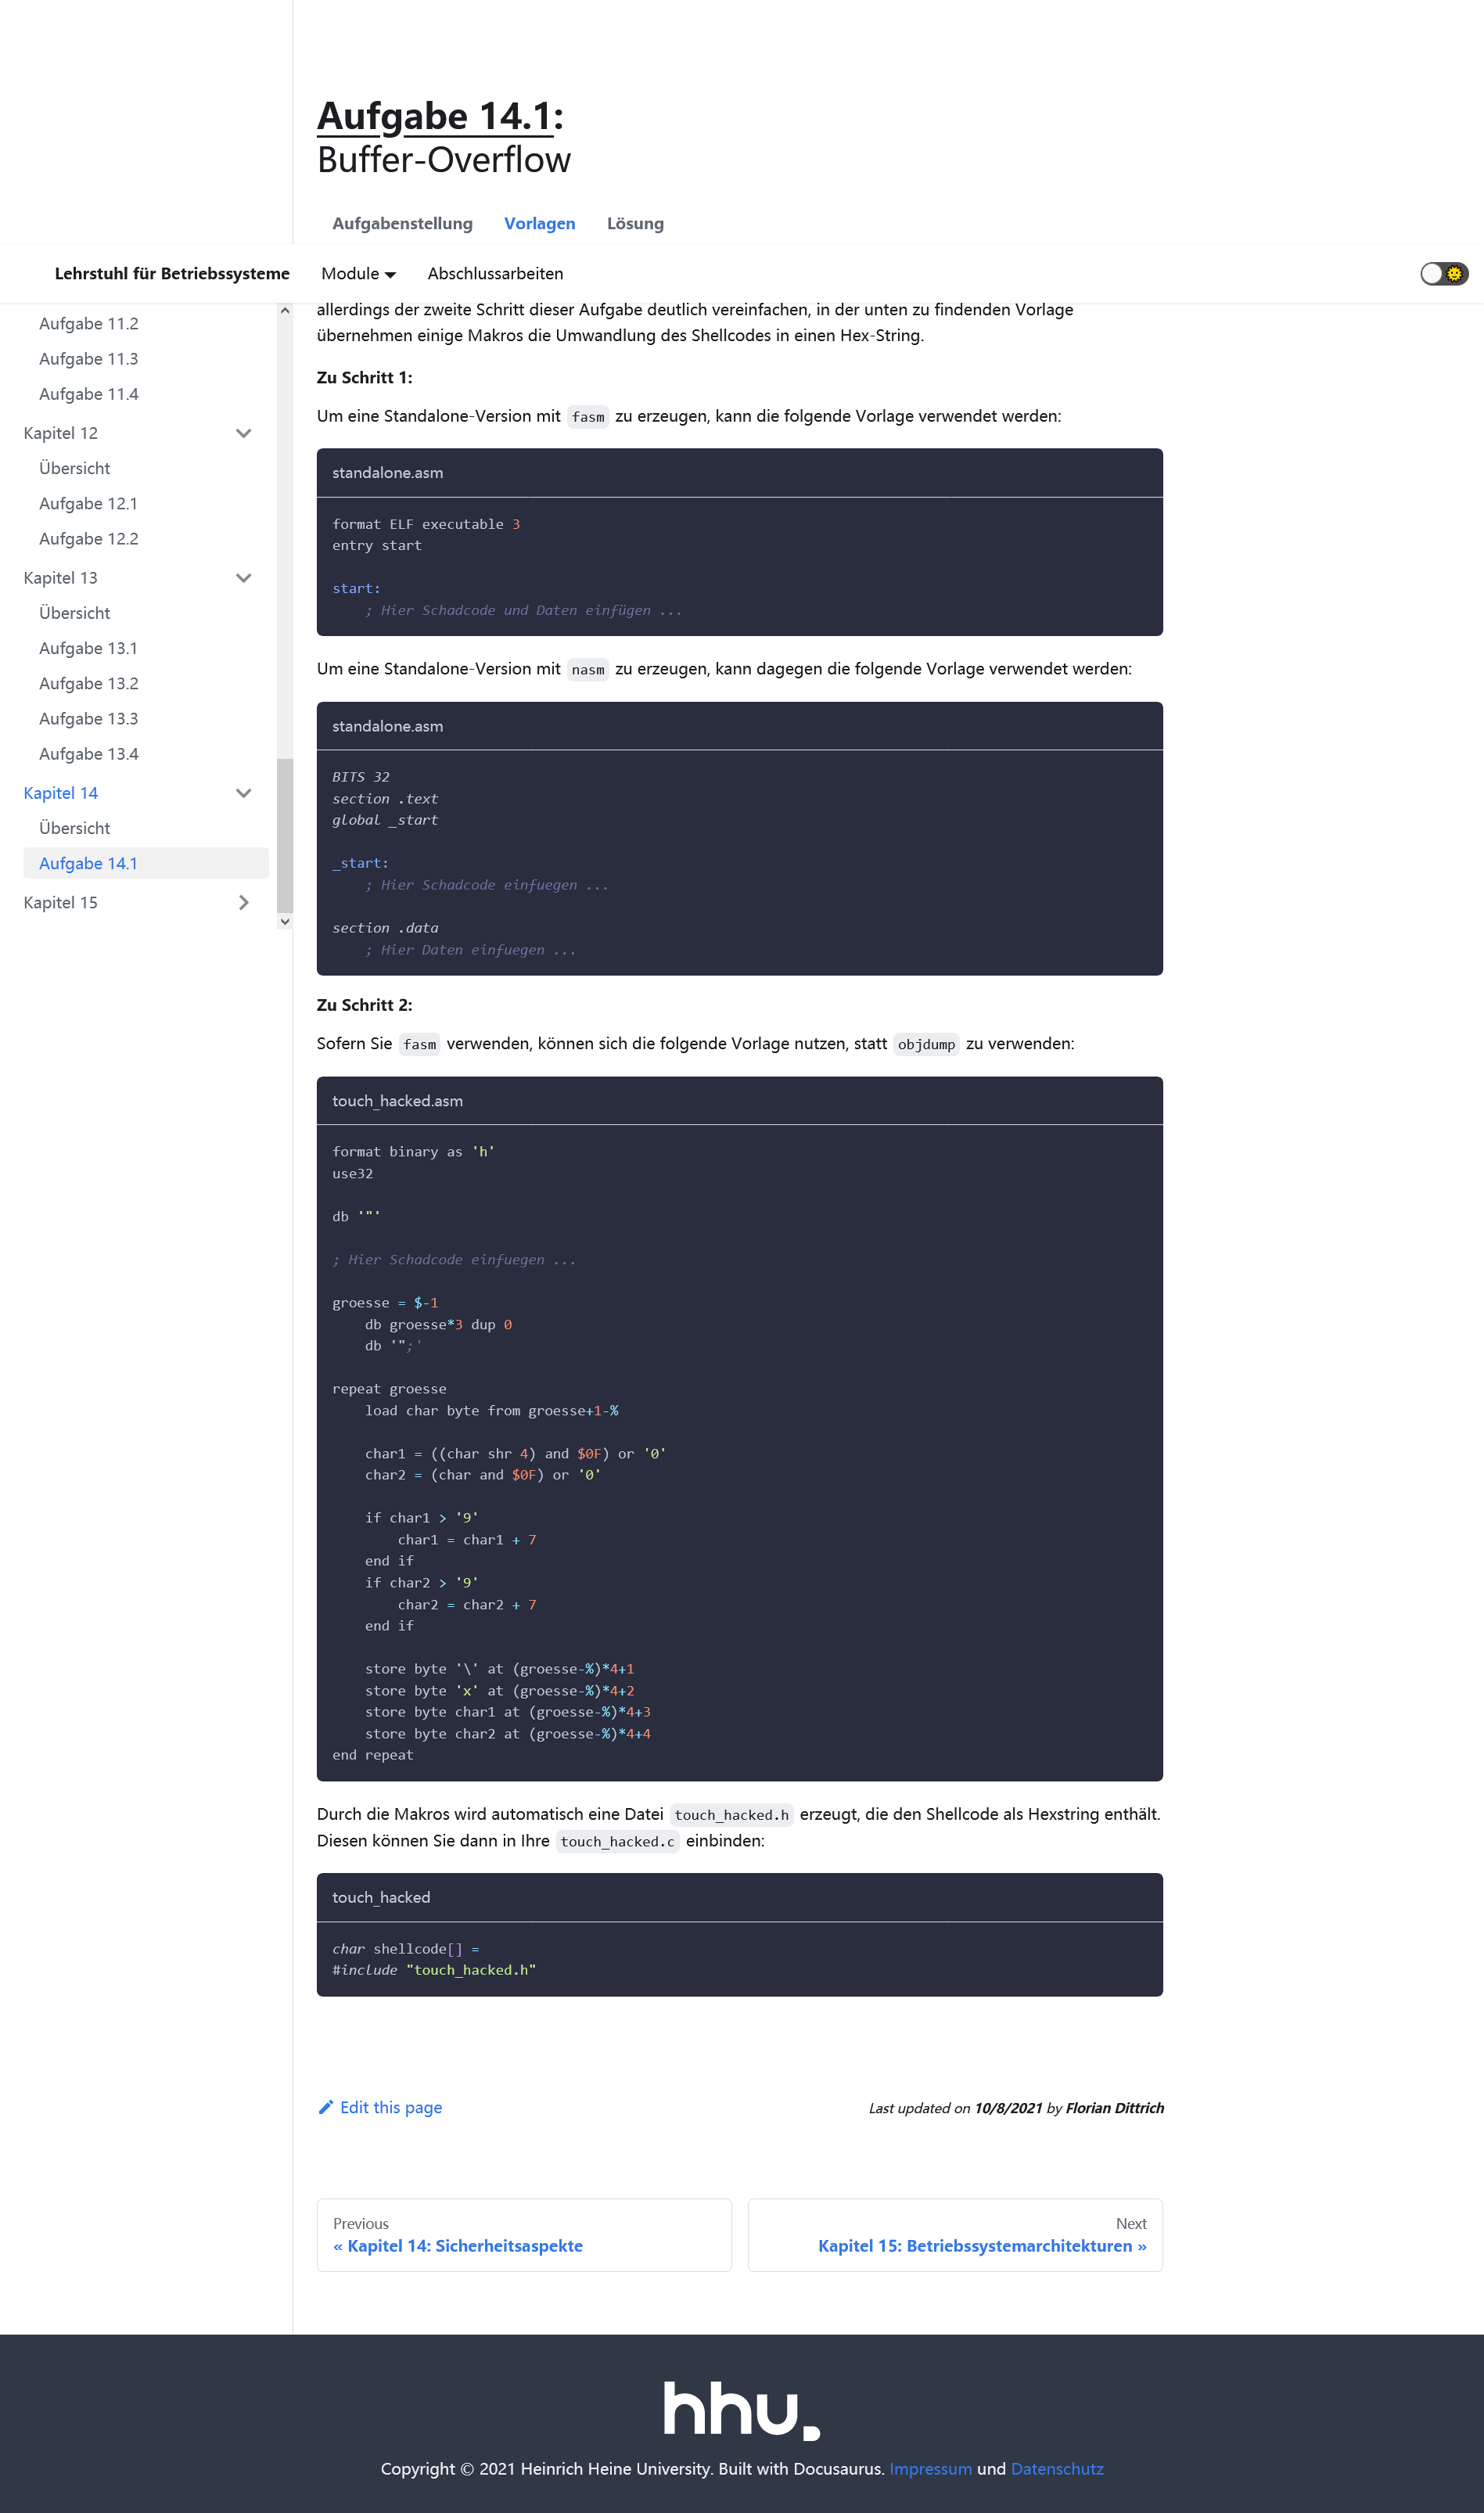 Aufgabe 14.1:
Buffer-Overflow
Aufgabenstellung Vorlagen Lösung
Lehrstuhl für Betriebssysteme Module Abschlussarbeiten
Aufgabe 11.2
Aufgabe 11.3
Aufgabe 11.4
Kapitel 12
Übersicht
Aufgabe 12.1
Aufgabe 12.2
Kapitel 13
Übersicht
Aufgabe 13.1
Aufgabe 13.2
Aufgabe 13.3
Aufgabe 13.4
Kapitel 14
Übersicht
Aufgabe 14.1
Kapitel 15
allerdings der zweite Schritt dieser Aufgabe deutlich vereinfachen, in der unten zu findenden Vorlage
übernehmen einige Makros die Umwandlung des Shellcodes in einen Hex-String.
Zu Schritt 1:
Um eine Standalone-Version mit fasm zu erzeugen, kann die folgende Vorlage verwendet werden:
standalone.asm
format ELF executable 3
entry start
start:
    ; Hier Schadcode und Daten einfügen ...
Um eine Standalone-Version mit nasm zu erzeugen, kann dagegen die folgende Vorlage verwendet werden:
standalone.asm
BITS 32
section .text
global _start
_start:
    ; Hier Schadcode einfuegen ...
section .data
    ; Hier Daten einfuegen ...
Zu Schritt 2:
Sofern Sie fasm verwenden, können sich die folgende Vorlage nutzen, statt objdump zu verwenden:
touch_hacked.asm
format binary as 'h'
use32
db '"'
; Hier Schadcode einfuegen ...
groesse = $-1
    db groesse*3 dup 0
    db '";'
repeat groesse
    load char byte from groesse+1-%
    char1 = ((char shr 4) and $0F) or '0'
    char2 = (char and $0F) or '0'
    if char1 > '9'
        char1 = char1 + 7
    end if
    if char2 > '9'
        char2 = char2 + 7
    end if
    store byte '\' at (groesse-%)*4+1
    store byte 'x' at (groesse-%)*4+2
    store byte char1 at (groesse-%)*4+3
    store byte char2 at (groesse-%)*4+4
end repeat
Durch die Makros wird automatisch eine Datei touch_hacked.h erzeugt, die den Shellcode als Hexstring enthält.
Diesen können Sie dann in Ihre touch_hacked.c einbinden:
touch_hacked
char shellcode[] =
#include "touch_hacked.h"
Edit this page
Last updated on 10/8/2021 by Florian Dittrich
Previous
« Kapitel 14: Sicherheitsaspekte
Next
Kapitel 15: Betriebssystemarchitekturen »
hhu.
Copyright © 2021 Heinrich Heine University. Built with Docusaurus. Impressum und Datenschutz